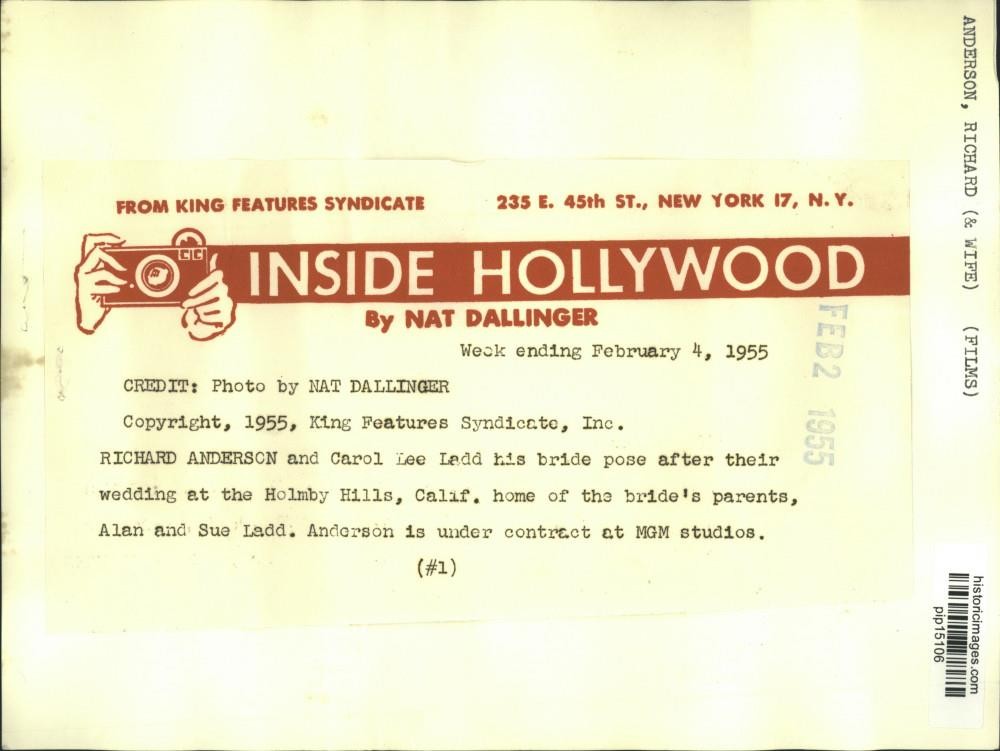 FROM KING FEATURES SYNDICATE 235 E. 45th ST., NEW YORK 17, N.Y.
INSIDE HOLLYWOOD
By NAT DALLINGER
Week ending February 4, 1955
CREDIT: Photo by NAT DALLINGER
Copyright, 1955, King Features Syndicate, Inc.
RICHARD ANDERSON and Carol Lee Ladd his bride pose after their
wedding at the Holmby Hills, Calif. home of the bride's parents,
Alan and Sue Ladd. Anderson is under contract at MGM studios.
(#1)
FEB2 1955
ANDERSON, RICHARD (& WIFE) (FILMS)
historicimages.com
pip15106